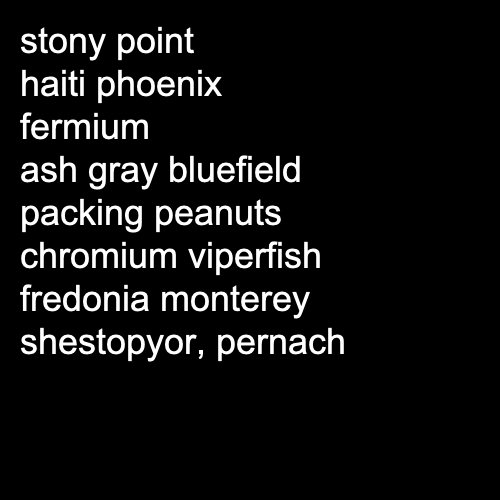 stony point
haiti phoenix
fermium
ash gray bluefield
packing peanuts
chromium viperfish
fredonia monterey
shestopyor, pernach